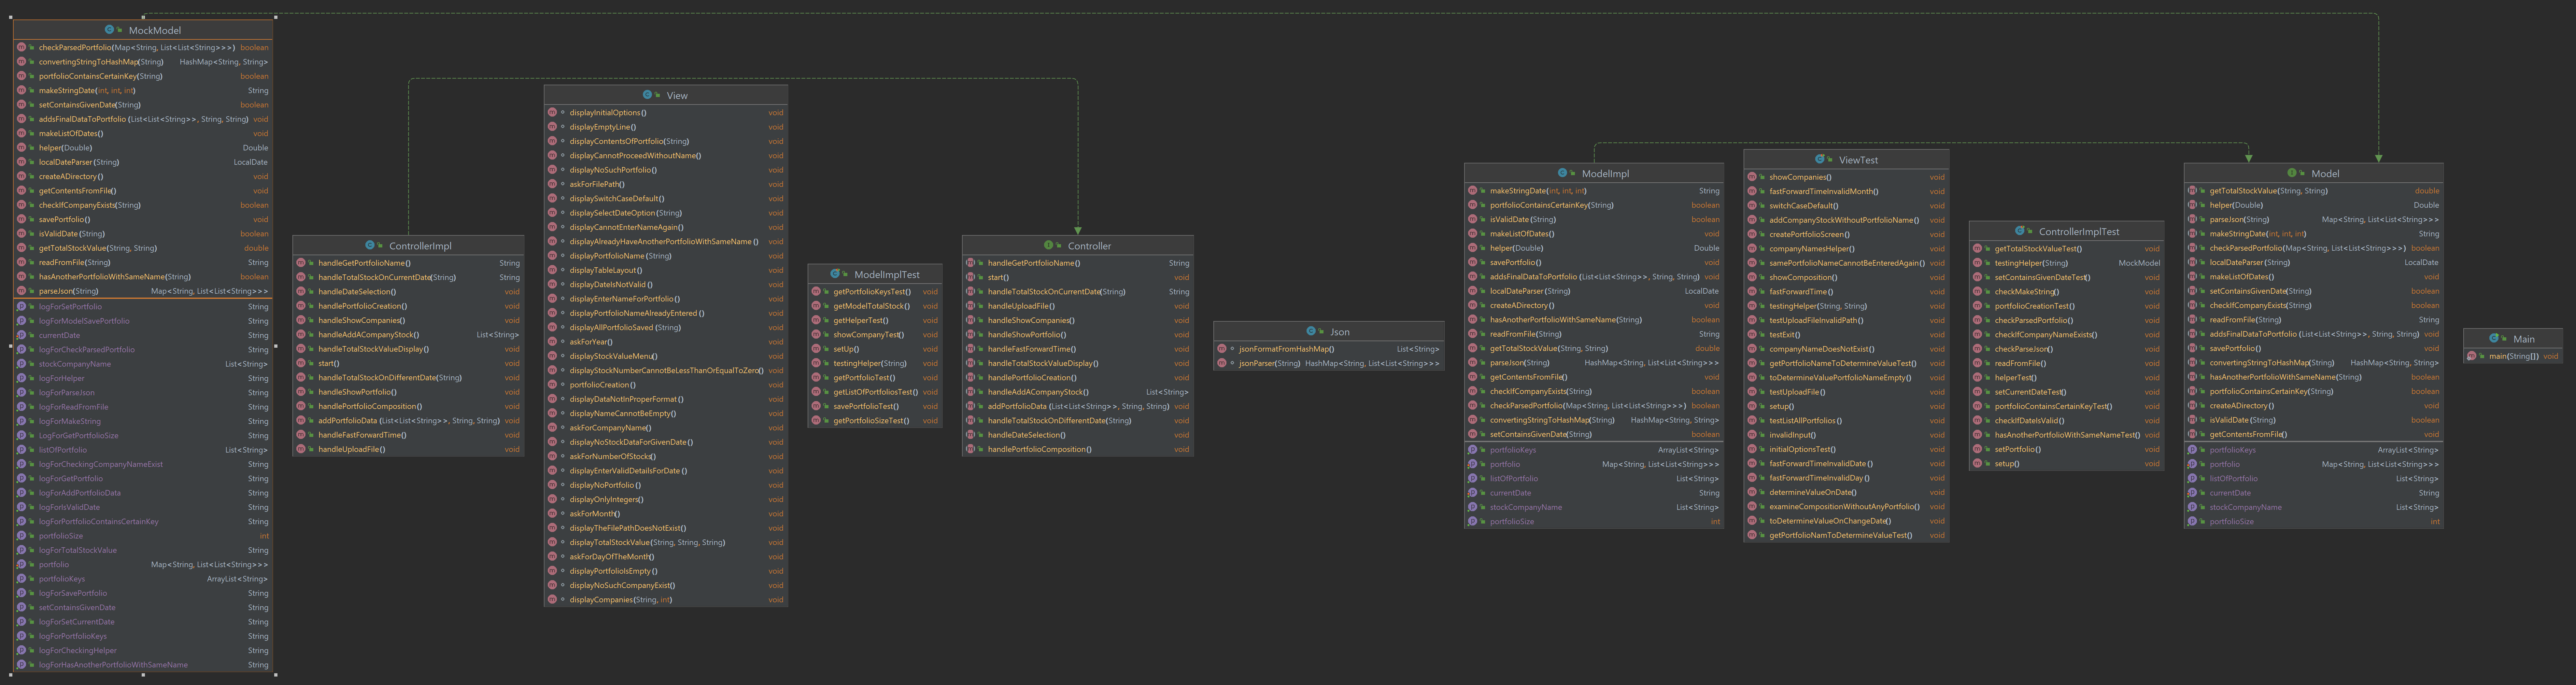 MockModel
checkParsedPortfolio(Map<String, List<List<String>>>) boolean
convertingStringToHashMap(String) HashMap<String, String>
portfolioContainsCertainKey(String) boolean
makeStringDate(int, int, int) String
setContainsGivenDate(String) boolean
addsFinalDataToPortfolio (List<List<String>>, String, String) void
makeListOfDates() void
helper(Double) Double
localDateParser (String) LocalDate
createADirectory() void
getContentsFromFile() void
checkIfCompanyExists(String) boolean
savePortfolio() void
isValidDate (String) boolean
getTotalStockValue(String, String) double
readFromFile(String) String
hasAnotherPortfolioWithSameName(String) boolean
parseJson(String) Map<String, List<List<String>>>
logForSetPortfolio String
logForModelSavePortfolio String
currentDate String
logForCheckParsedPortfolio String
stockCompanyName List<String>
logForHelper String
logForParseJson String
logForReadFromFile String
logForMakeString String
LogForGetPortfolioSize String
listOfPortfolio List<String>
logForCheckingCompanyNameExist String
logForGetPortfolio String
logForAddPortfolioData String
logForIsValidDate String
logForPortfolioContainsCertainKey String
portfolioSize int
logForTotalStockValue String
portfolio Map<String, List<List<String>>>
portfolioKeys ArrayList<String>
logForSavePortfolio String
setContainsGivenDate String
logForSetCurrentDate String
logForPortfolioKeys String
logForCheckingHelper String
logForHasAnotherPortfolioWithSameName String
ControllerImpl
handleGetPortfolioName() String
handleTotalStockOnCurrentDate(String) String
handleDateSelection() void
handlePortfolioCreation() void
handleShowCompanies() void
handleAddACompanyStock() List<String>
handleTotalStockValueDisplay() void
start() void
handleTotalStockOnDifferentDate(String) void
handleShowPortfolio() void
handlePortfolioComposition() void
addPortfolioData (List<List<String>>, String, String) void
handleFastForwardTime() void
handleUploadFile() void
View
displayInitialOptions() void
displayEmptyLine() void
displayContentsOfPortfolio(String) void
displayCannotProceedWithoutName() void
displayNoSuchPortfolio() void
askForFilePath() void
displaySwitchCaseDefault() void
displaySelectDateOption (String) void
displayCannotEnterNameAgain() void
displayAlreadyHaveAnotherPortfolioWithSameName () void
displayPortfolioName (String) void
displayTableLayout() void
displayDateIsNotValid () void
displayEnterNameForPortfolio() void
displayPortfolioNameAlreadyEntered () void
displayAllPortfolioSaved (String) void
askForYear() void
displayStockValueMenu() void
displayStockNumberCannotBeLessThanOrEqualToZero() void
portfolioCreation() void
displayDataNotInProperFormat () void
displayNameCannotBeEmpty() void
askForCompanyName() void
displayNoStockDataForGivenDate() void
askForNumberOfStocks() void
displayEnterValidDetailsForDate () void
displayNoPortfolio() void
displayOnlyIntegers() void
askForMonth() void
displayTheFilePathDoesNotExist() void
displayTotalStockValue(String, String, String) void
askForDayOfTheMonth() void
displayPortfolioIsEmpty() void
displayNoSuchCompanyExist() void
displayCompanies(String, int) void
ModelImplTest
getPortfolioKeysTest() void
getModelTotalStock() void
getHelperTest() void
showCompanyTest() void
setUp() void
testingHelper(String) void
getPortfolioTest() void
getListOfPortfoliosTest() void
savePortfolioTest() void
getPortfolioSizeTest() void
Controller
handleGetPortfolioName() String
start() void
handleTotalStockOnCurrentDate(String) String
handleUploadFile() void
handleShowCompanies() void
handleShowPortfolio() void
handleFastForwardTime() void
handleTotalStockValueDisplay() void
handlePortfolioCreation() void
handleAddACompanyStock() List<String>
addPortfolioData (List<List<String>>, String, String) void
handleTotalStockOnDifferentDate(String) void
handleDateSelection() void
handlePortfolioComposition() void
Json
jsonFormatFromHashMap() List<String>
jsonParser(String) HashMap<String, List<List<String>>>
ModelImpl
makeStringDate(int, int, int) String
portfolioContainsCertainKey(String) boolean
isValidDate (String) boolean
makeListOfDates() void
helper(Double) Double
savePortfolio() void
addsFinalDataToPortfolio (List<List<String>>, String, String) void
localDateParser (String) LocalDate
createADirectory() void
hasAnotherPortfolioWithSameName(String) boolean
readFromFile(String) String
getTotalStockValue(String, String) double
parseJson(String) HashMap<String, List<List<String>>>
getContentsFromFile() void
checkIfCompanyExists(String) boolean
checkParsedPortfolio(Map<String, List<List<String>>>) boolean
convertingStringToHashMap(String) HashMap<String, String>
setContainsGivenDate(String) boolean
portfolioKeys ArrayList<String>
portfolio Map<String, List<List<String>>>
listOfPortfolio List<String>
currentDate String
stockCompanyName List<String>
portfolioSize int
ViewTest
showCompanies() void
fastForwardTimeInvalidMonth() void
switchCaseDefault() void
addCompanyStockWithoutPortfolioName() void
createPortfolioScreen() void
companyNamesHelper() void
samePortfolioNameCannotBeEnteredAgain() void
showComposition() void
fastForwardTime() void
testingHelper(String, String) void
testUploadFileInvalidPath() void
testExit() void
companyNameDoesNotExist() void
getPortfolioNameToDetermineValueTest() void
toDetermineValuePortfolioNameEmpty() void
testUploadFile() void
setup() void
testListAllPortfolios() void
invalidInput() void
initialOptionsTest() void
fastForwardTimeInvalidDate () void
fastForwardTimeInvalidDay () void
determineValueOnDate() void
examineCompositionWithoutAnyPortfolio() void
toDetermineValueOnChangeDate() void
getPortfolioNamToDetermineValueTest() void
ControllerImplTest
getTotalStockValueTest() void
testingHelper(String) MockModel
setContainsGivenDateTest() void
checkMakeString() void
portfolioCreationTest() void
checkParsedPortfolio() void
checkIfCompanyNameExists() void
checkParseJson() void
readFromFile() void
helperTest() void
setCurrentDateTest() void
portfolioContainsCertainKeyTest() void
checkIfDateIsValid() void
hasAnotherPortfolioWithSameNameTest() void
setPortfolio() void
setup() void
Model
getTotalStockValue(String, String) double
helper(Double) Double
parseJson(String) Map<String, List<List<String>>>
makeStringDate(int, int, int) String
checkParsedPortfolio(Map<String, List<List<String>>>) boolean
localDateParser (String) LocalDate
makeListOfDates() void
setContainsGivenDate(String) boolean
checkIfCompanyExists(String) boolean
readFromFile(String) String
addsFinalDataToPortfolio (List<List<String>>, String, String) void
savePortfolio() void
convertingStringToHashMap(String) HashMap<String, String>
hasAnotherPortfolioWithSameName(String) boolean
portfolioContainsCertainKey(String) boolean
createADirectory() void
isValidDate (String) boolean
getContentsFromFile() void
portfolioKeys ArrayList<String>
portfolio Map<String, List<List<String>>>
listOfPortfolio List<String>
currentDate String
stockCompanyName List<String>
portfolioSize int
Main
main(String[]) void